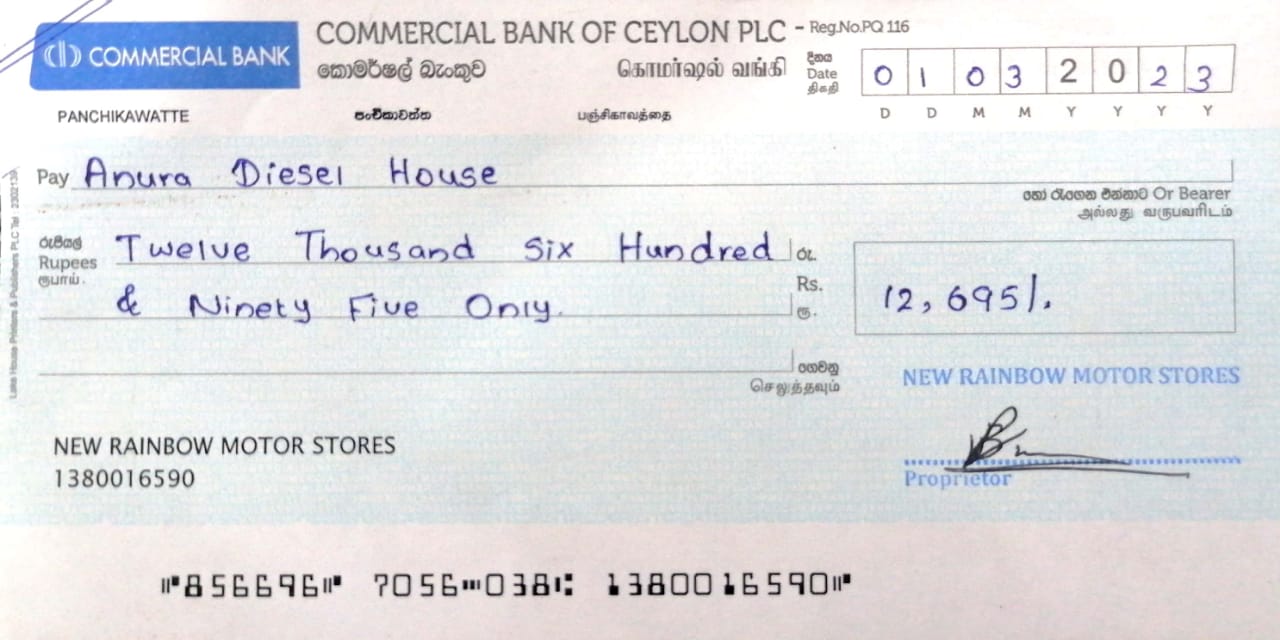 COMMERCIAL BANK
COMMERCIAL BANK OF CEYLON PLC - Reg.No.PQ 116
කොමර්ෂල් බැංකුව கொமர்ஷல் வங்கி
දිනය
Date
திகதி
0 1 0 3 2 0 2 3
D D M M Y Y Y Y
PANCHIKAWATTE පංචිකාවත්ත பஞ்சிகாவத்தை
Pay Anura Diesel House
හෝ රැගෙන එන්නාට Or Bearer
அல்லது வருபவரிடம்
රුපියල්
Rupees
ரூபாய்
Twelve Thousand Six Hundred
& Ninety Five Only.
රු.
Rs.
ரூ.
12,695/.
ගෙවනු
செலுத்தவும்
NEW RAINBOW MOTOR STORES
Proprietor
NEW RAINBOW MOTOR STORES
1380016590
⑈856696⑈ 7056⑉038⑆ 1380016590⑈